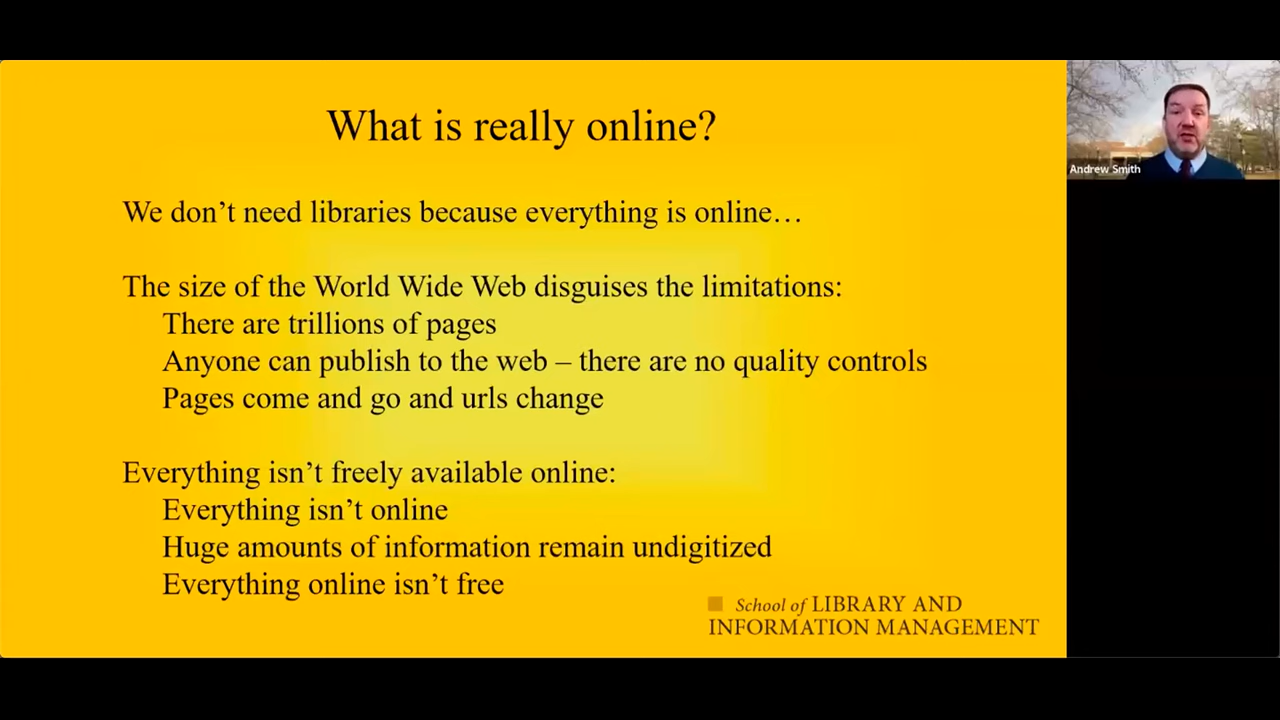 What is really online?
We don’t need libraries because everything is online…
The size of the World Wide Web disguises the limitations:
There are trillions of pages
Anyone can publish to the web – there are no quality controls
Pages come and go and urls change
Everything isn’t freely available online:
Everything isn’t online
Huge amounts of information remain undigitized
Everything online isn’t free
School of LIBRARY AND
INFORMATION MANAGEMENT
Andrew Smith